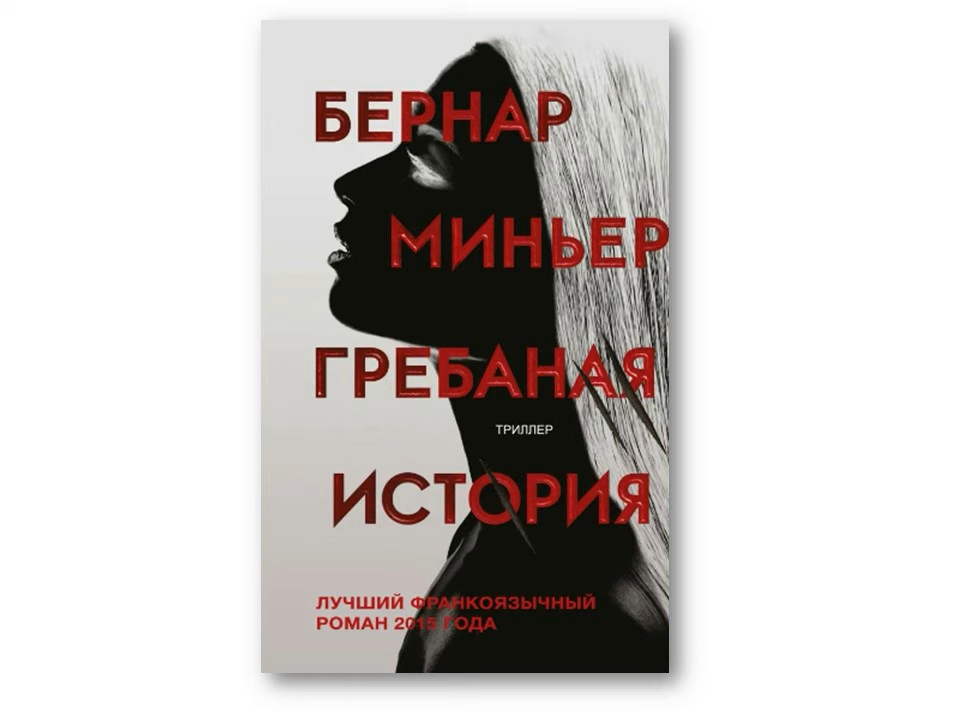 БЕРНАР
МИНЬЕР
ГРЕБАНАЯ
ТРИЛЛЕР
ИСТОРИЯ
ЛУЧШИЙ ФРАНКОЯЗЫЧНЫЙ
РОМАН 2015 ГОДА